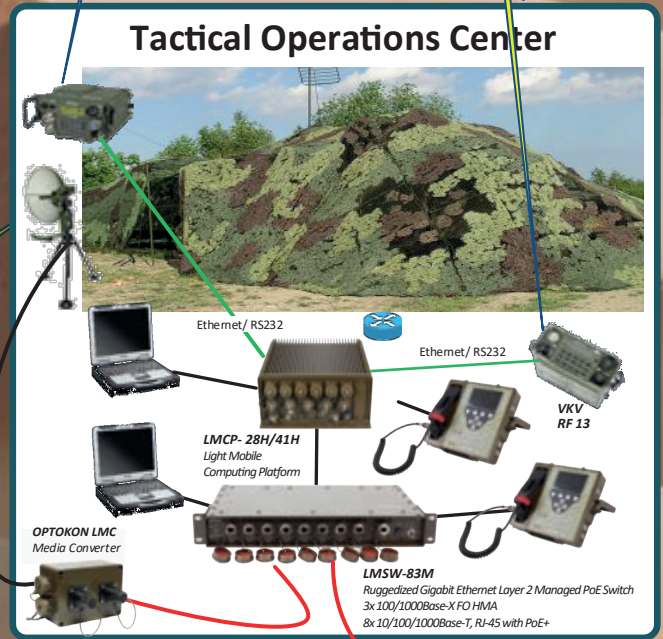 Tactical Operations Center
Ethernet/ RS232
Ethernet/ RS232
VKV
RF 13
LMCP- 28H/41H
Light Mobile
Computing Platform
OPTOKON LMC
Media Converter
LMSW-83M
Ruggedized Gigabit Ethernet Layer 2 Managed PoE Switch
3x 100/1000Base-X FO HMA
8x 10/100/1000Base-T, RJ-45 with PoE+